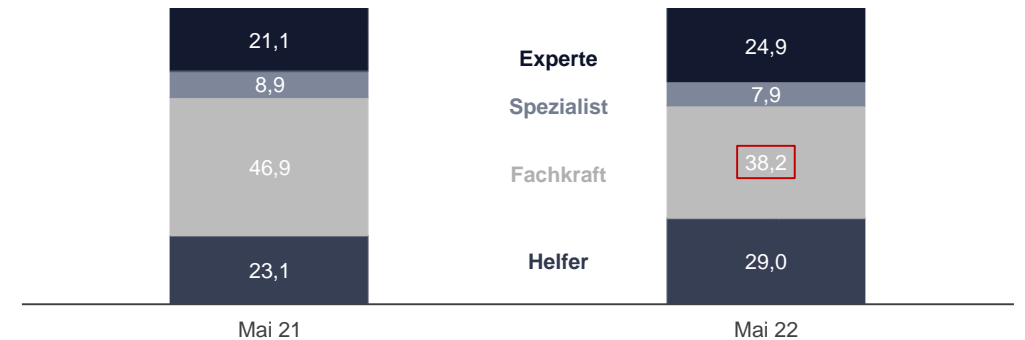 21,1
Experte
24,9
8,9
Spezialist
7,9
46,9
Fachkraft
38,2
23,1
Helfer
29,0
Mai 21
Mai 22